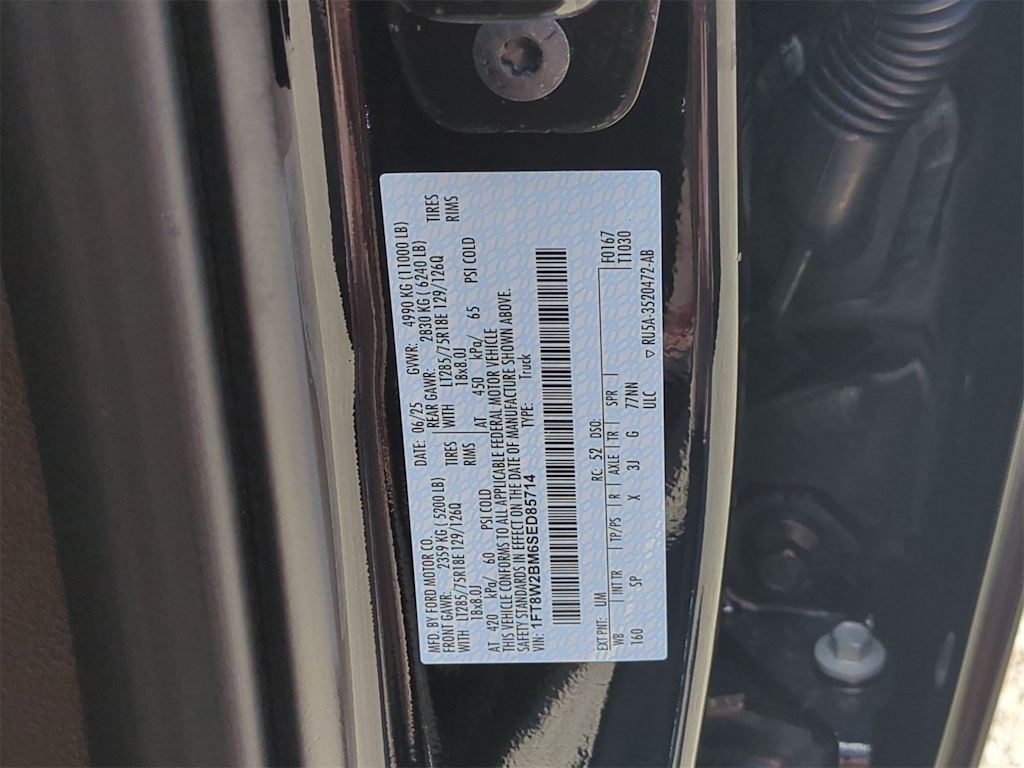 MFD. BY FORD MOTOR CO.
DATE: 06/25 GVWR: 4990 KG (11000 LB)
FRONT GAWR: 2359 KG ( 5200 LB) REAR GAWR: 2830 KG ( 6240 LB)
WITH LT285/75R18E 129/126Q TIRES WITH LT285/75R18E 129/126Q TIRES
18x8.0J RIMS 18x8.0J RIMS
AT 420 kPa/ 60 PSI COLD AT 450 kPa/ 65 PSI COLD
THIS VEHICLE CONFORMS TO ALL APPLICABLE FEDERAL MOTOR VEHICLE
SAFETY STANDARDS IN EFFECT ON THE DATE OF MANUFACTURE SHOWN ABOVE.
VIN: 1FT8W2BM6SED85714 TYPE: Truck
EXT PNT: UM RC: 52 DSO: F0167
WB INT TR TP/PS R AXLE TR SPR T1030
160 SP X 3J G 77NN
ULC ▽ RU5A-3520472-AB